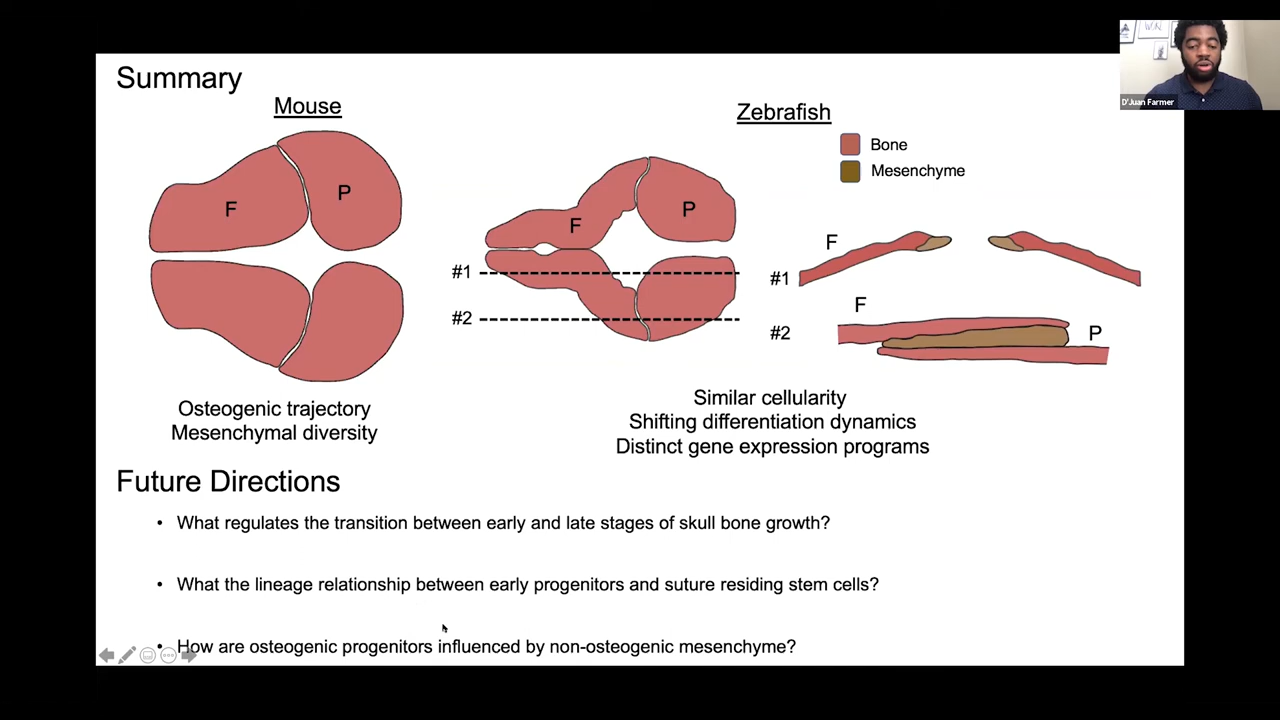 Summary
Mouse
Zebrafish
Bone
Mesenchyme
F
P
F
P
#1
#2
F
#1
F
#2
P
Osteogenic trajectory
Mesenchymal diversity
Similar cellularity
Shifting differentiation dynamics
Distinct gene expression programs
Future Directions
• What regulates the transition between early and late stages of skull bone growth?
• What the lineage relationship between early progenitors and suture residing stem cells?
• How are osteogenic progenitors influenced by non-osteogenic mesenchyme?
D'Juan Farmer